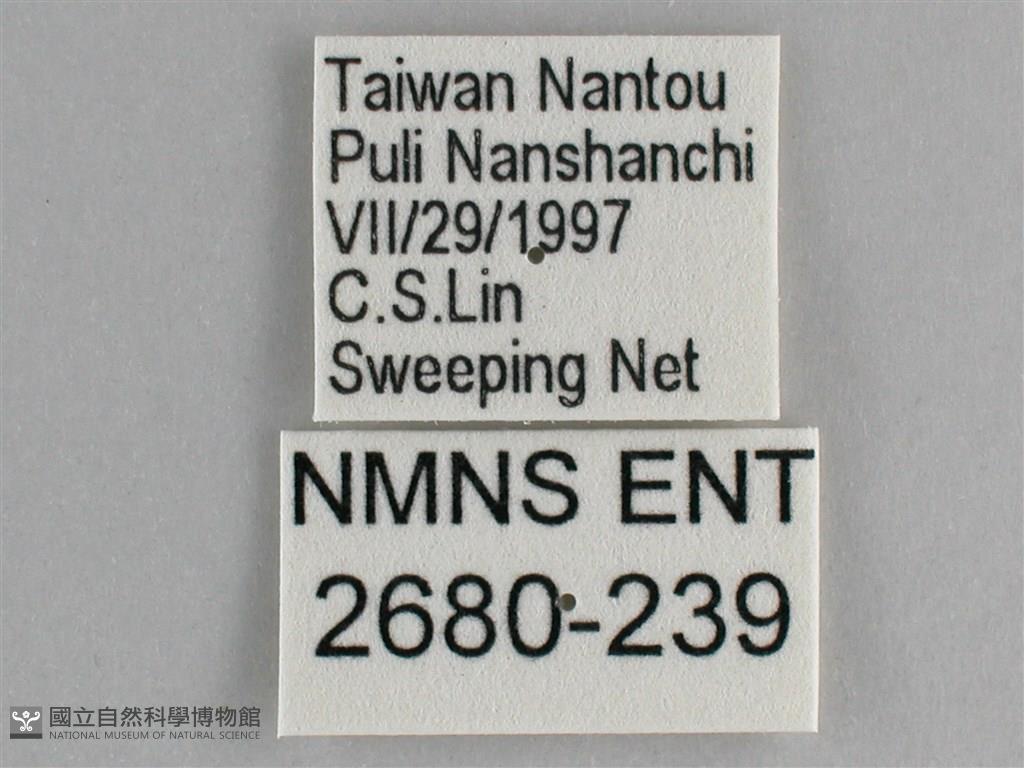 Taiwan Nantou
Puli Nanshanchi
VII/29/1997
C.S.Lin
Sweeping Net
NMNS ENT
2680-239
國立自然科學博物館
NATIONAL MUSEUM OF NATURAL SCIENCE